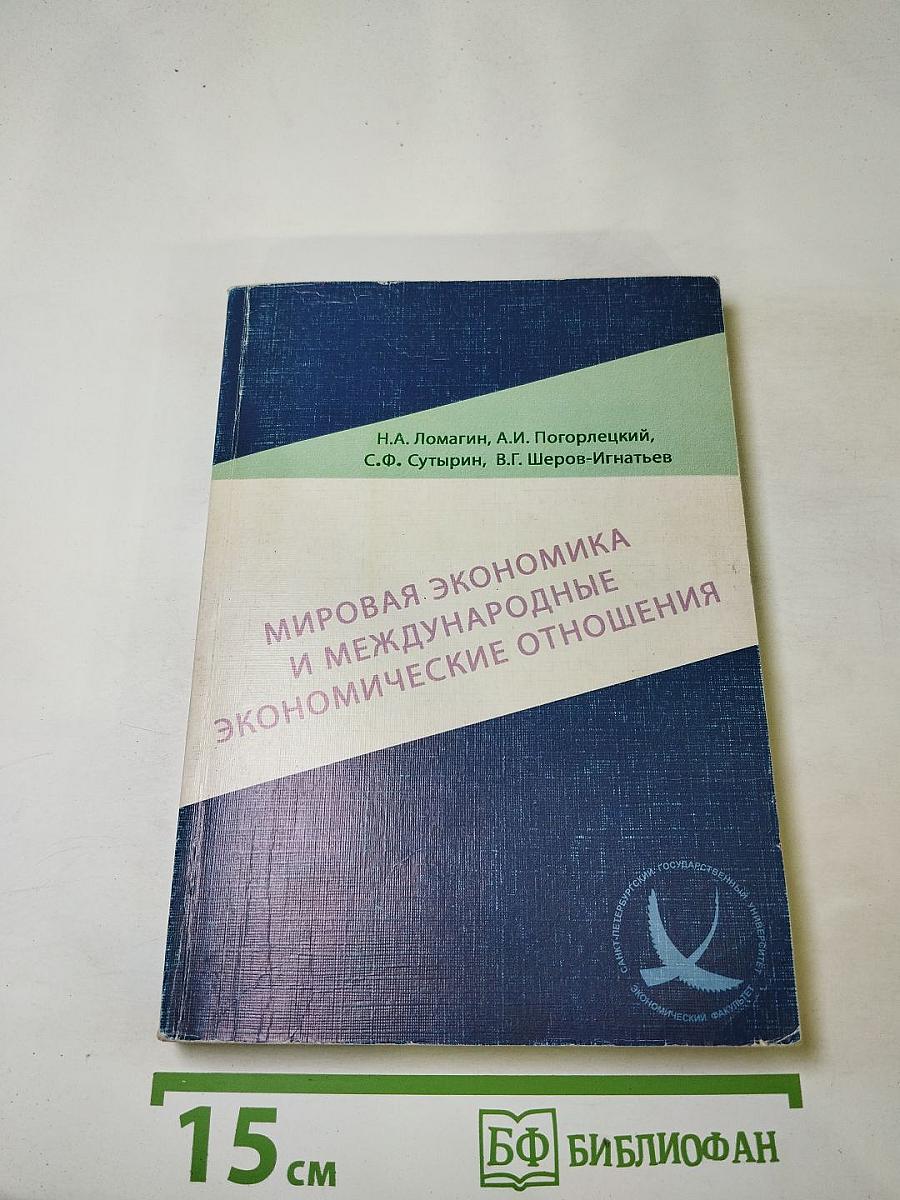 Н.А. Ломагин, А.И. Погорлецкий,
С.Ф. Сутырин, В.Г. Шеров-Игнатьев
МИРОВАЯ ЭКОНОМИКА
И МЕЖДУНАРОДНЫЕ
ЭКОНОМИЧЕСКИЕ ОТНОШЕНИЯ
САНКТ-ПЕТЕРБУРГСКИЙ ГОСУДАРСТВЕННЫЙ УНИВЕРСИТЕТ
ЭКОНОМИЧЕСКИЙ ФАКУЛЬТЕТ
15 см
БФ БИБЛИОФАН